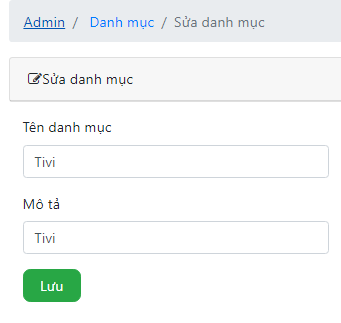 Admin / Danh mục / Sửa danh mục
Sửa danh mục
Tên danh mục
Tivi
Mô tả
Tivi
Lưu